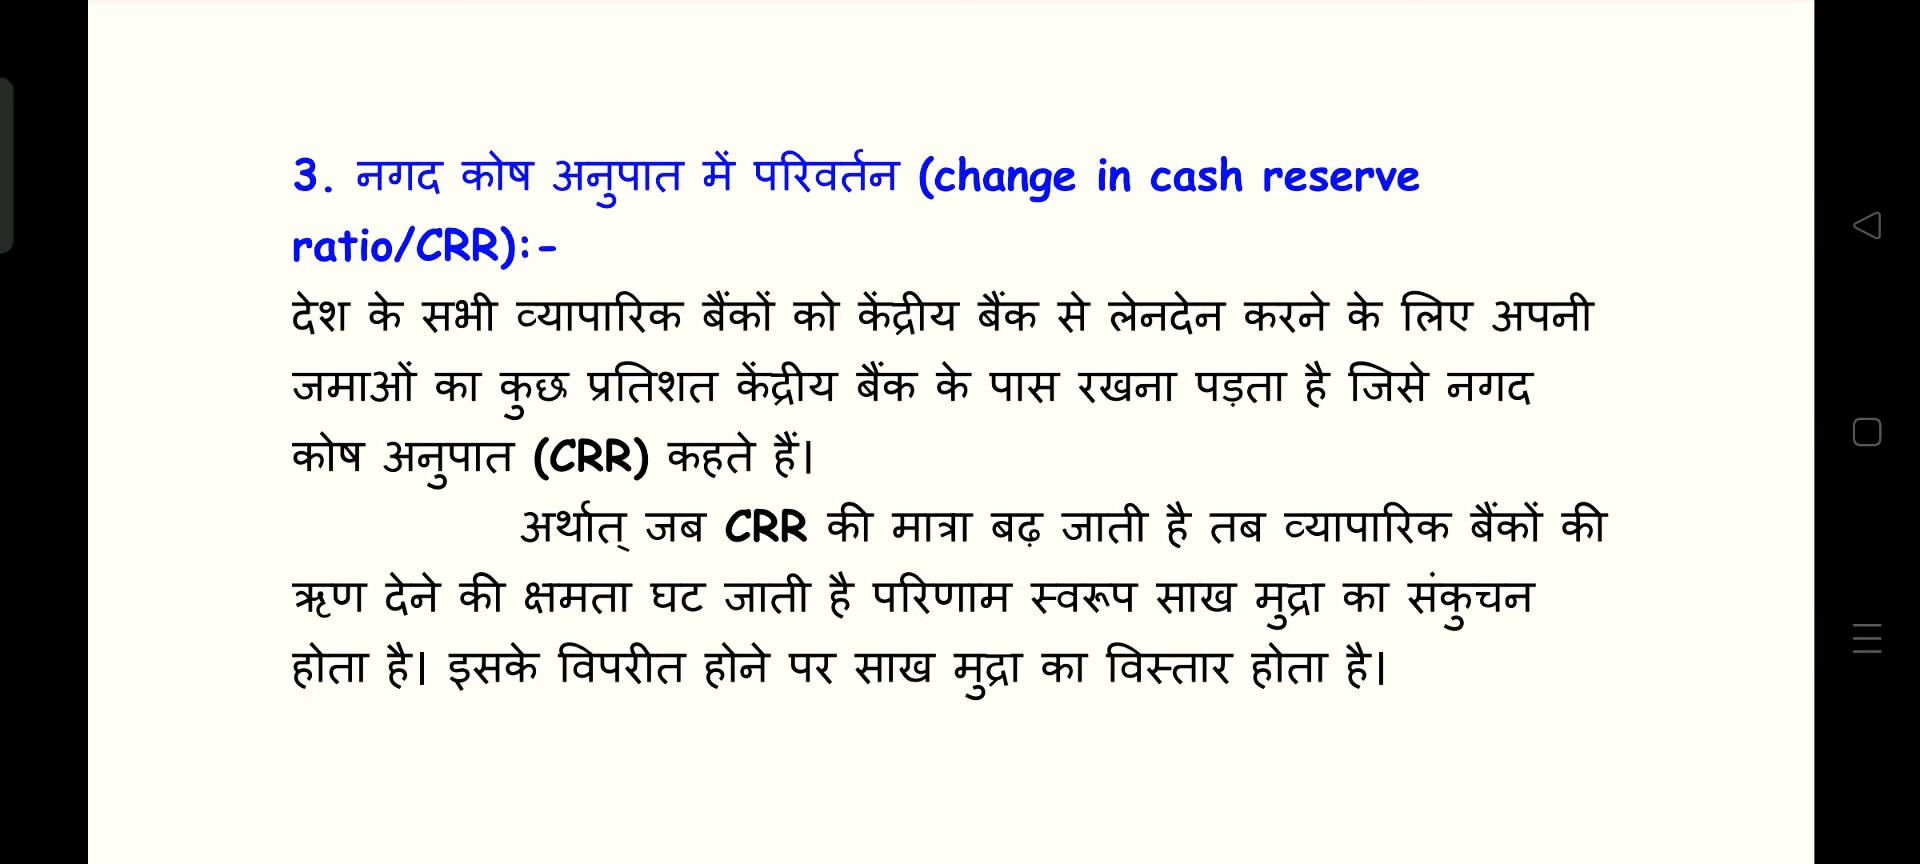 3. नगद कोष अनुपात में परिवर्तन (change in cash reserve
ratio/CRR):-
देश के सभी व्यापारिक बैंकों को केंद्रीय बैंक से लेनदेन करने के लिए अपनी
जमाओं का कुछ प्रतिशत केंद्रीय बैंक के पास रखना पड़ता है जिसे नगद
कोष अनुपात (CRR) कहते हैं।
अर्थात् जब CRR की मात्रा बढ़ जाती है तब व्यापारिक बैंकों की
ऋण देने की क्षमता घट जाती है परिणाम स्वरूप साख मुद्रा का संकुचन
होता है। इसके विपरीत होने पर साख मुद्रा का विस्तार होता है।